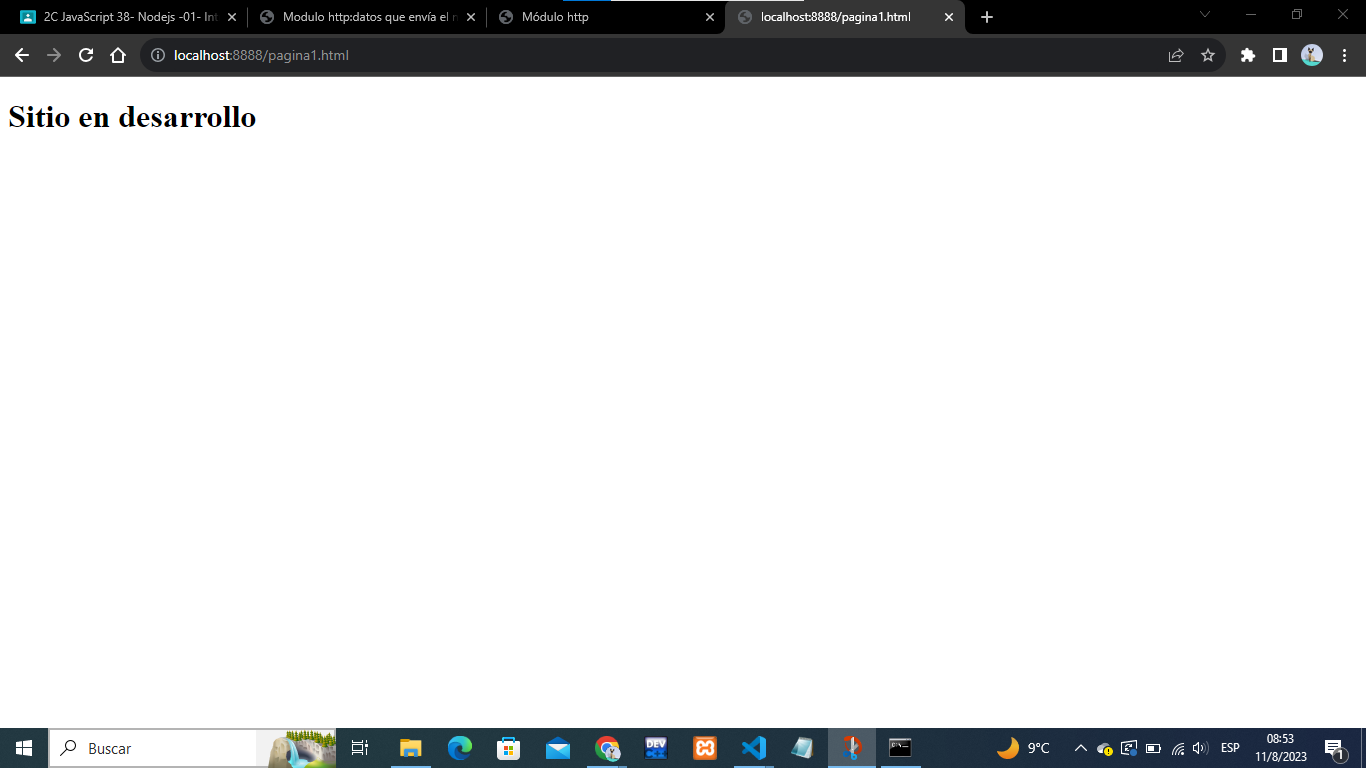 2C JavaScript 38- Nodejs -01- Int
Modulo http:datos que envía el n
Módulo http
localhost:8888/pagina1.html
localhost:8888/pagina1.html
Sitio en desarrollo
Buscar
DEV
9°C
ESP
08:53
11/8/2023
1